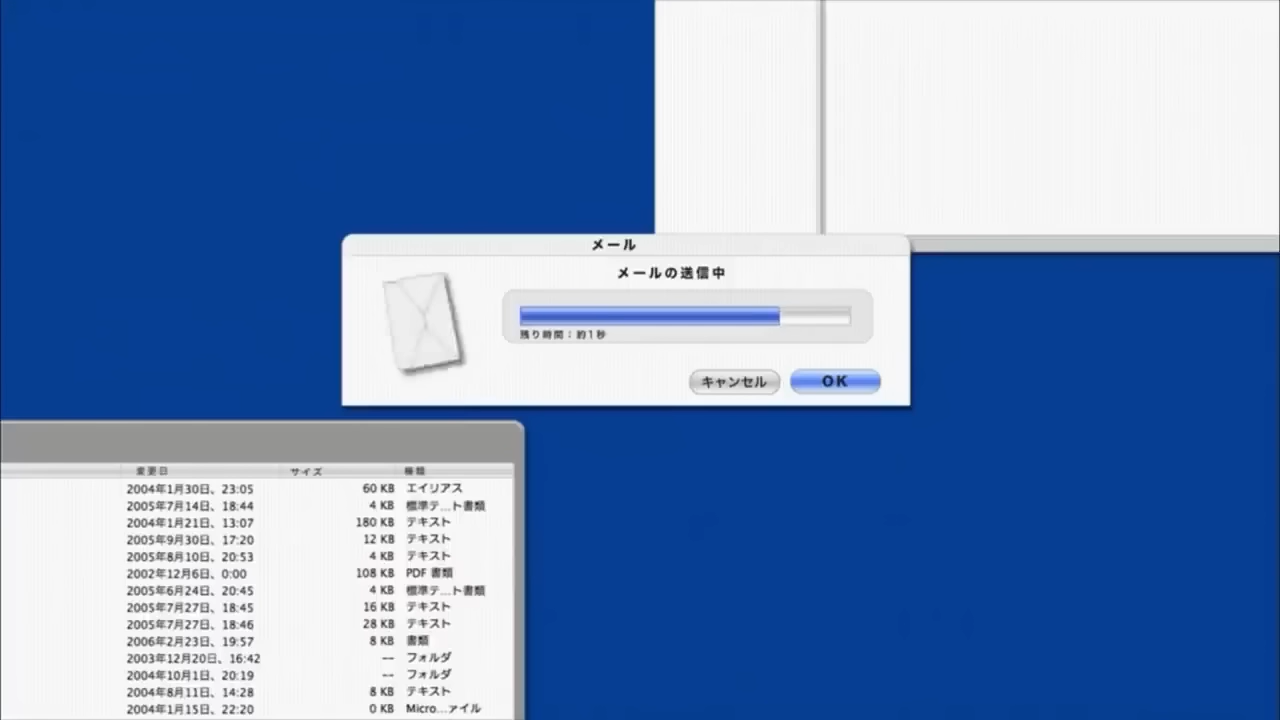 メール
メールの送信中
残り時間：約1秒
キャンセル OK
変更日 サイズ 種類
2004年1月30日、23:05 60 KB エイリアス
2005年7月14日、18:44 4 KB 標準テ...ト書類
2004年1月21日、13:07 180 KB テキスト
2005年9月30日、17:20 12 KB テキスト
2005年8月10日、20:53 4 KB テキスト
2002年12月6日、0:00 108 KB PDF 書類
2005年6月24日、20:45 4 KB 標準テ...ト書類
2005年7月27日、18:45 16 KB テキスト
2005年7月27日、18:46 28 KB テキスト
2006年2月23日、19:57 8 KB 書類
2003年12月20日、16:42 -- フォルダ
2004年10月1日、20:19 -- フォルダ
2004年8月11日、14:28 8 KB テキスト
2004年1月15日、22:20 0 KB Micro...ァイル